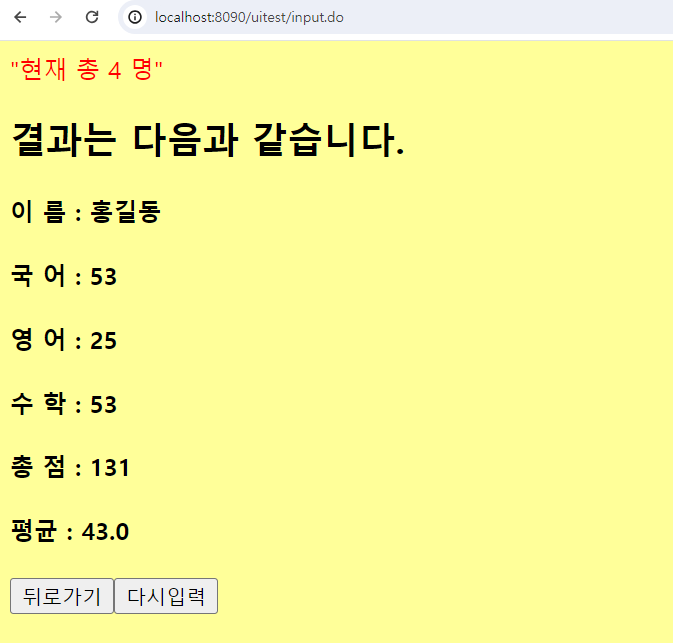 localhost:8090/uitest/input.do
"현재 총 4 명"
결과는 다음과 같습니다.
이 름 : 홍길동
국 어 : 53
영 어 : 25
수 학 : 53
총 점 : 131
평균 : 43.0
뒤로가기 다시입력